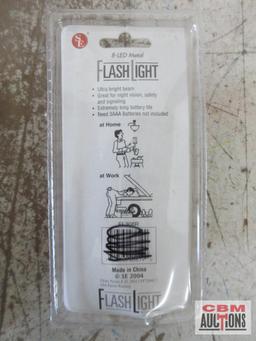 SE
8-LED Metal
FLASHLIGHT
• Ultra bright beam
• Great for night vision, safety
and signaling
• Extremely long battery life
• Need 3AAA Batteries not included
at Home
at Work
Made in China
© SE 2004
FLASHLIGHT
CBM
AUCTIONS